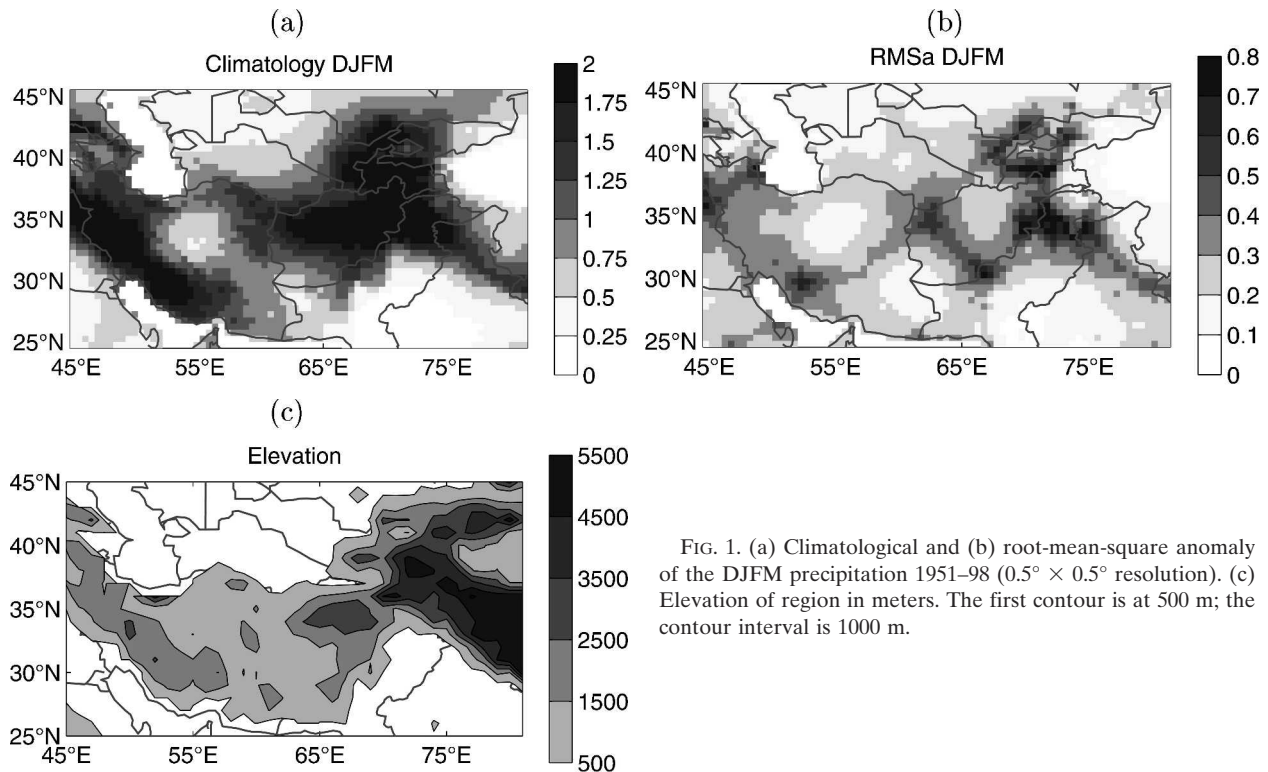 (a)
Climatology DJFM
45°N
40°N
35°N
30°N
25°N
45°E 55°E 65°E 75°E
2
1.75
1.5
1.25
1
0.75
0.5
0.25
0
(b)
RMSa DJFM
45°N
40°N
35°N
30°N
25°N
45°E 55°E 65°E 75°E
0.8
0.7
0.6
0.5
0.4
0.3
0.2
0.1
0
(c)
Elevation
45°N
40°N
35°N
30°N
25°N
45°E 55°E 65°E 75°E
5500
4500
3500
2500
1500
500
FIG. 1. (a) Climatological and (b) root-mean-square anomaly
of the DJFM precipitation 1951–98 (0.5° × 0.5° resolution). (c)
Elevation of region in meters. The first contour is at 500 m; the
contour interval is 1000 m.